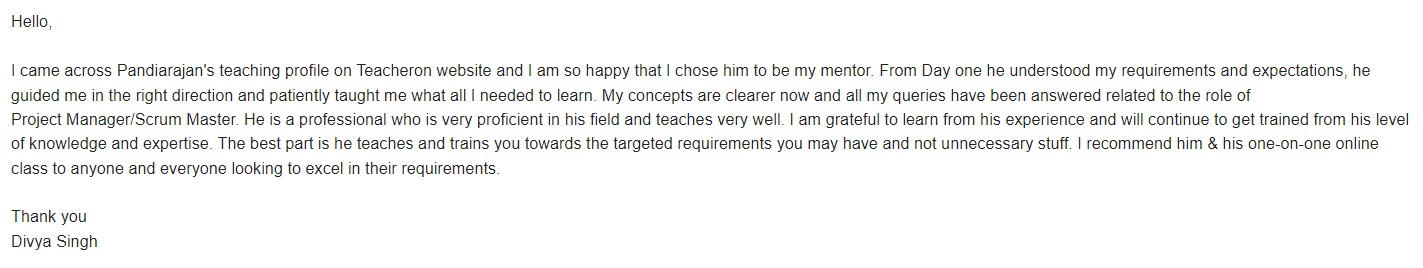 Hello,
I came across Pandiarajan's teaching profile on Teacheron website and I am so happy that I chose him to be my mentor. From Day one he understood my requirements and expectations, he
guided me in the right direction and patiently taught me what all I needed to learn. My concepts are clearer now and all my queries have been answered related to the role of
Project Manager/Scrum Master. He is a professional who is very proficient in his field and teaches very well. I am grateful to learn from his experience and will continue to get trained from his level
of knowledge and expertise. The best part is he teaches and trains you towards the targeted requirements you may have and not unnecessary stuff. I recommend him & his one-on-one online
class to anyone and everyone looking to excel in their requirements.
Thank you
Divya Singh